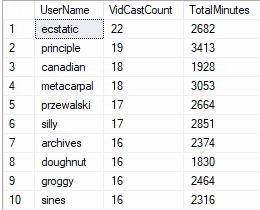 UserName VidCastCount TotalMinutes
1 ecstatic 22 2682
2 principle 19 3413
3 canadian 18 1928
4 metacarpal 18 3053
5 przewalski 17 2664
6 silly 17 2851
7 archives 16 2374
8 doughnut 16 1830
9 groggy 16 2464
10 sines 16 2316